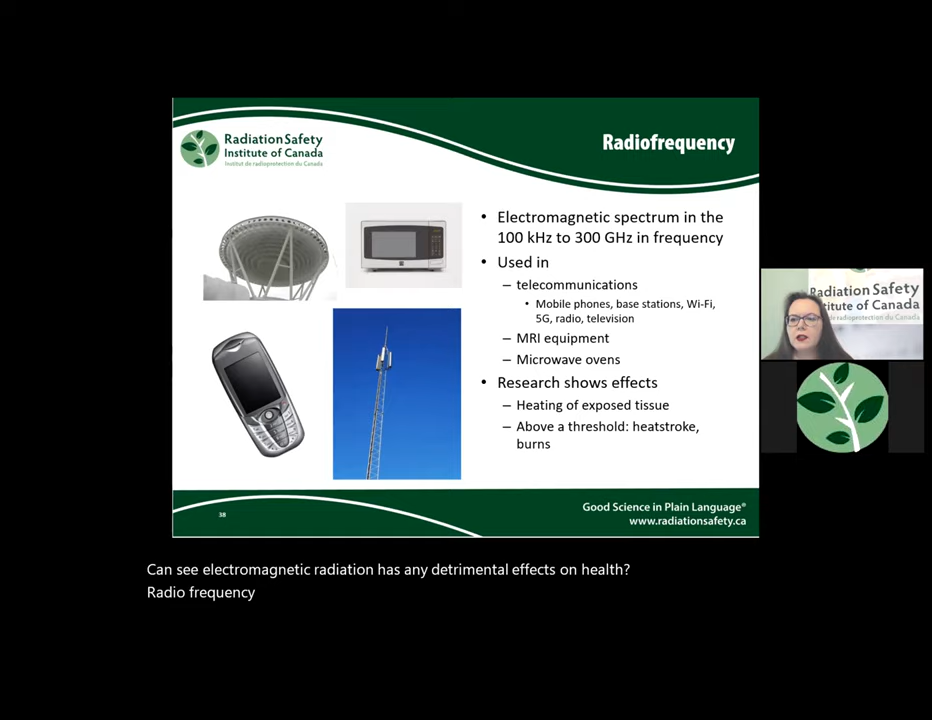 Radiation Safety
Institute of Canada
Institut de radioprotection du Canada
Radiofrequency
• Electromagnetic spectrum in the
100 kHz to 300 GHz in frequency
• Used in
– telecommunications
• Mobile phones, base stations, Wi-Fi,
5G, radio, television
– MRI equipment
– Microwave ovens
• Research shows effects
– Heating of exposed tissue
– Above a threshold: heatstroke,
burns
Radiation Safety
titute of Canada
de radioprotection du Canada
38
Good Science in Plain Language®
www.radiationsafety.ca
Can see electromagnetic radiation has any detrimental effects on health?
Radio frequency